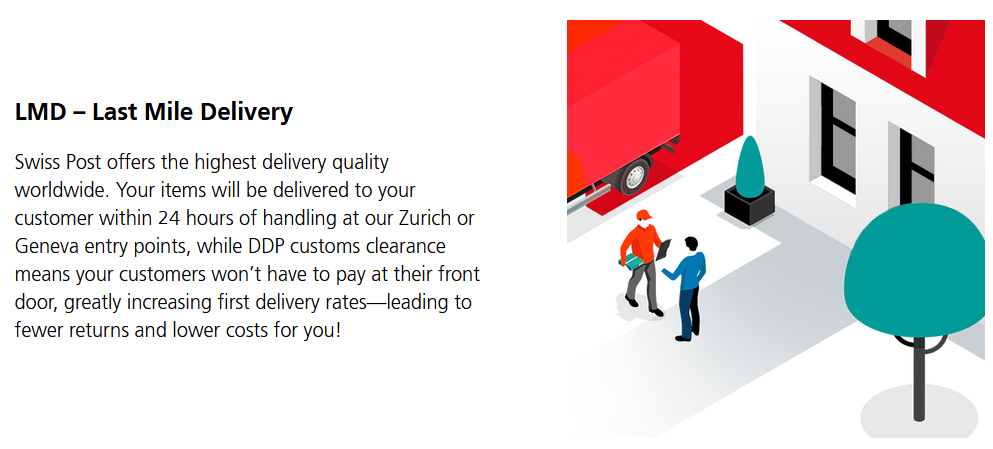 LMD – Last Mile Delivery
Swiss Post offers the highest delivery quality
worldwide. Your items will be delivered to your
customer within 24 hours of handling at our Zurich or
Geneva entry points, while DDP customs clearance
means your customers won’t have to pay at their front
door, greatly increasing first delivery rates—leading to
fewer returns and lower costs for you!